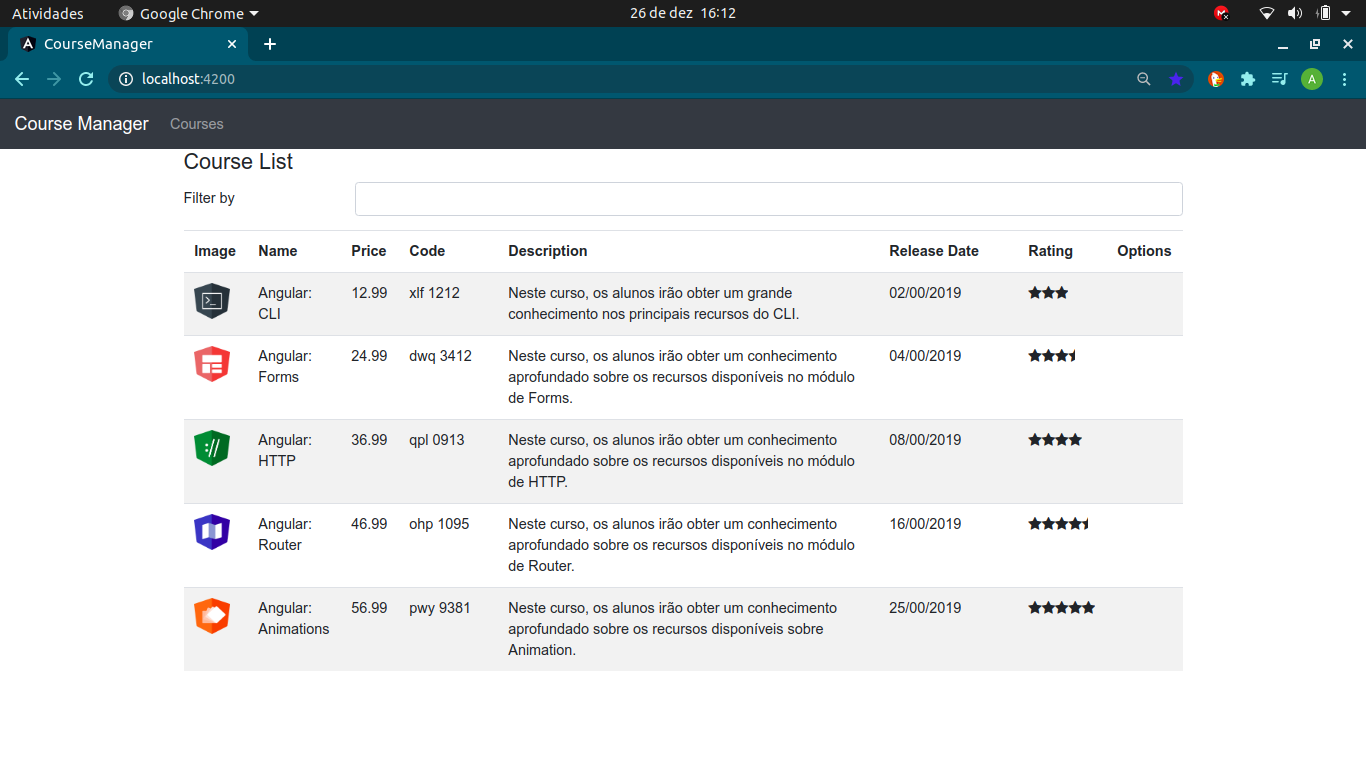 Atividades Google Chrome 26 de dez 16:12
CourseManager
localhost:4200 A
Course Manager Courses
Course List
Filter by
Image Name Price Code Description Release Date Rating Options
Angular: 12.99 xlf 1212 Neste curso, os alunos irão obter um grande 02/00/2019
CLI conhecimento nos principais recursos do CLI.
Angular: 24.99 dwq 3412 Neste curso, os alunos irão obter um conhecimento 04/00/2019
Forms aprofundado sobre os recursos disponíveis no módulo
de Forms.
Angular: 36.99 qpl 0913 Neste curso, os alunos irão obter um conhecimento 08/00/2019
HTTP aprofundado sobre os recursos disponíveis no módulo
de HTTP.
Angular: 46.99 ohp 1095 Neste curso, os alunos irão obter um conhecimento 16/00/2019
Router aprofundado sobre os recursos disponíveis no módulo
de Router.
Angular: 56.99 pwy 9381 Neste curso, os alunos irão obter um conhecimento 25/00/2019
Animations aprofundado sobre os recursos disponíveis sobre
Animation.